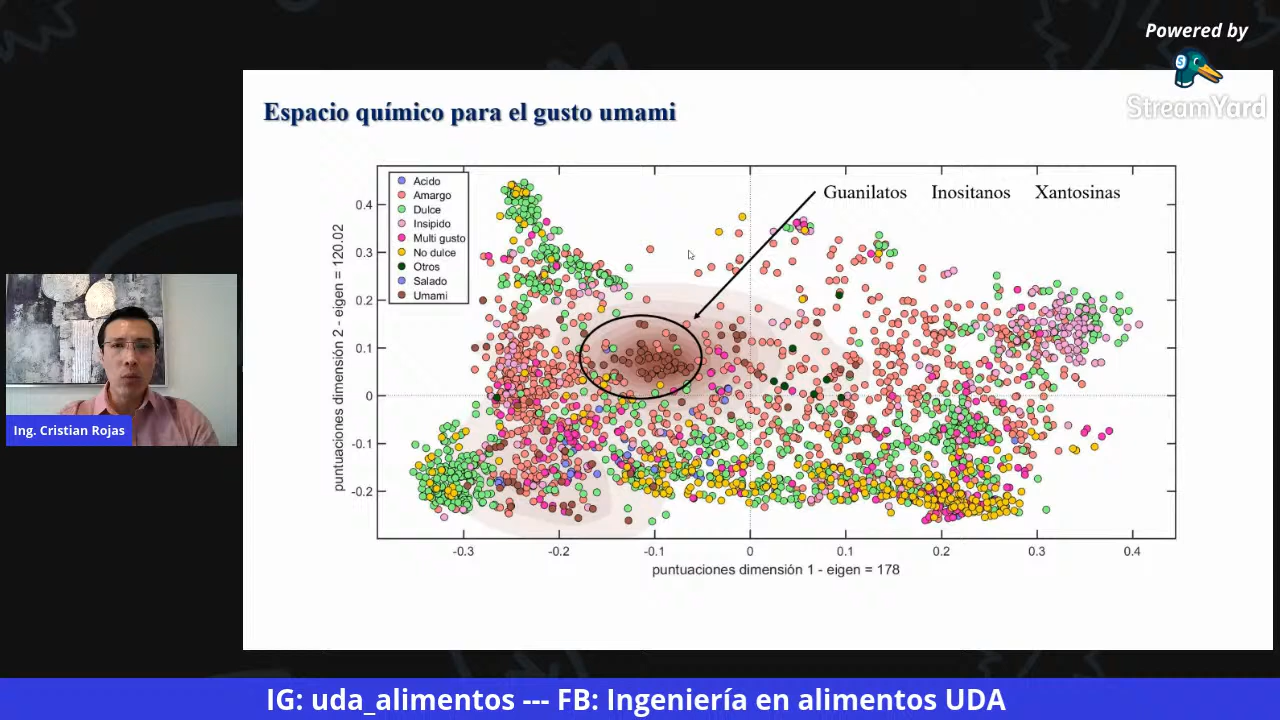 Powered by
StreamYard
Espacio químico para el gusto umami
Acido
Amargo
Dulce
Insipido
Multi gusto
No dulce
Otros
Salado
Umami
Guanilatos Inositanos Xantosinas
puntuaciones dimensión 2 - eigen = 120.02
0.4
0.3
0.2
0.1
0
-0.1
-0.2
-0.3 -0.2 -0.1 0 0.1 0.2 0.3 0.4
puntuaciones dimensión 1 - eigen = 178
Ing. Cristian Rojas
IG: uda_alimentos --- FB: Ingeniería en alimentos UDA